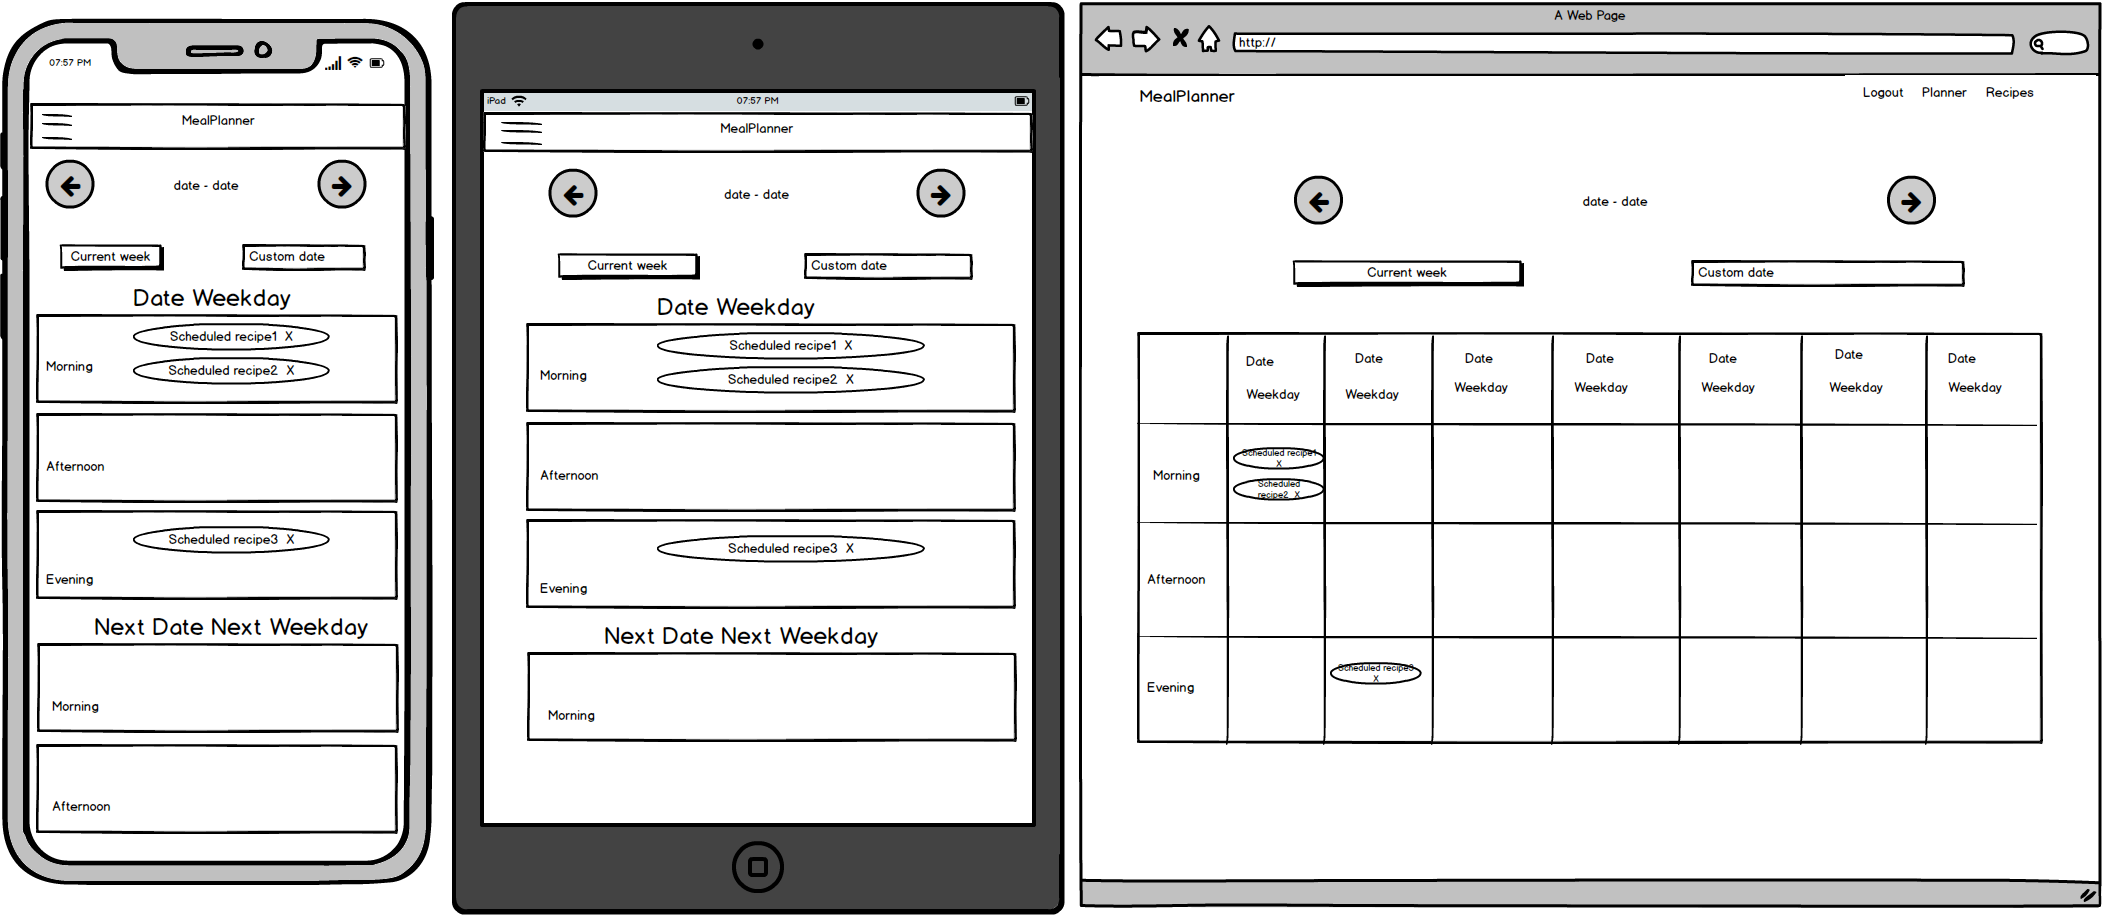 07:57 PM
MealPlanner
date - date
Current week
Custom date
Date Weekday
Scheduled recipe1 X
Morning
Scheduled recipe2 X
Afternoon
Scheduled recipe3 X
Evening
Next Date Next Weekday
Morning
Afternoon
iPad
07:57 PM
MealPlanner
date - date
Current week
Custom date
Date Weekday
Scheduled recipe1 X
Morning
Scheduled recipe2 X
Afternoon
Scheduled recipe3 X
Evening
Next Date Next Weekday
Morning
A Web Page
http://
MealPlanner
Logout Planner Recipes
date - date
Current week
Custom date
Date Date Date Date Date Date Date
Weekday Weekday Weekday Weekday Weekday Weekday Weekday
Morning
Scheduled recipe1
X
Scheduled
recipe2 X
Afternoon
Evening
Scheduled recipe3
X